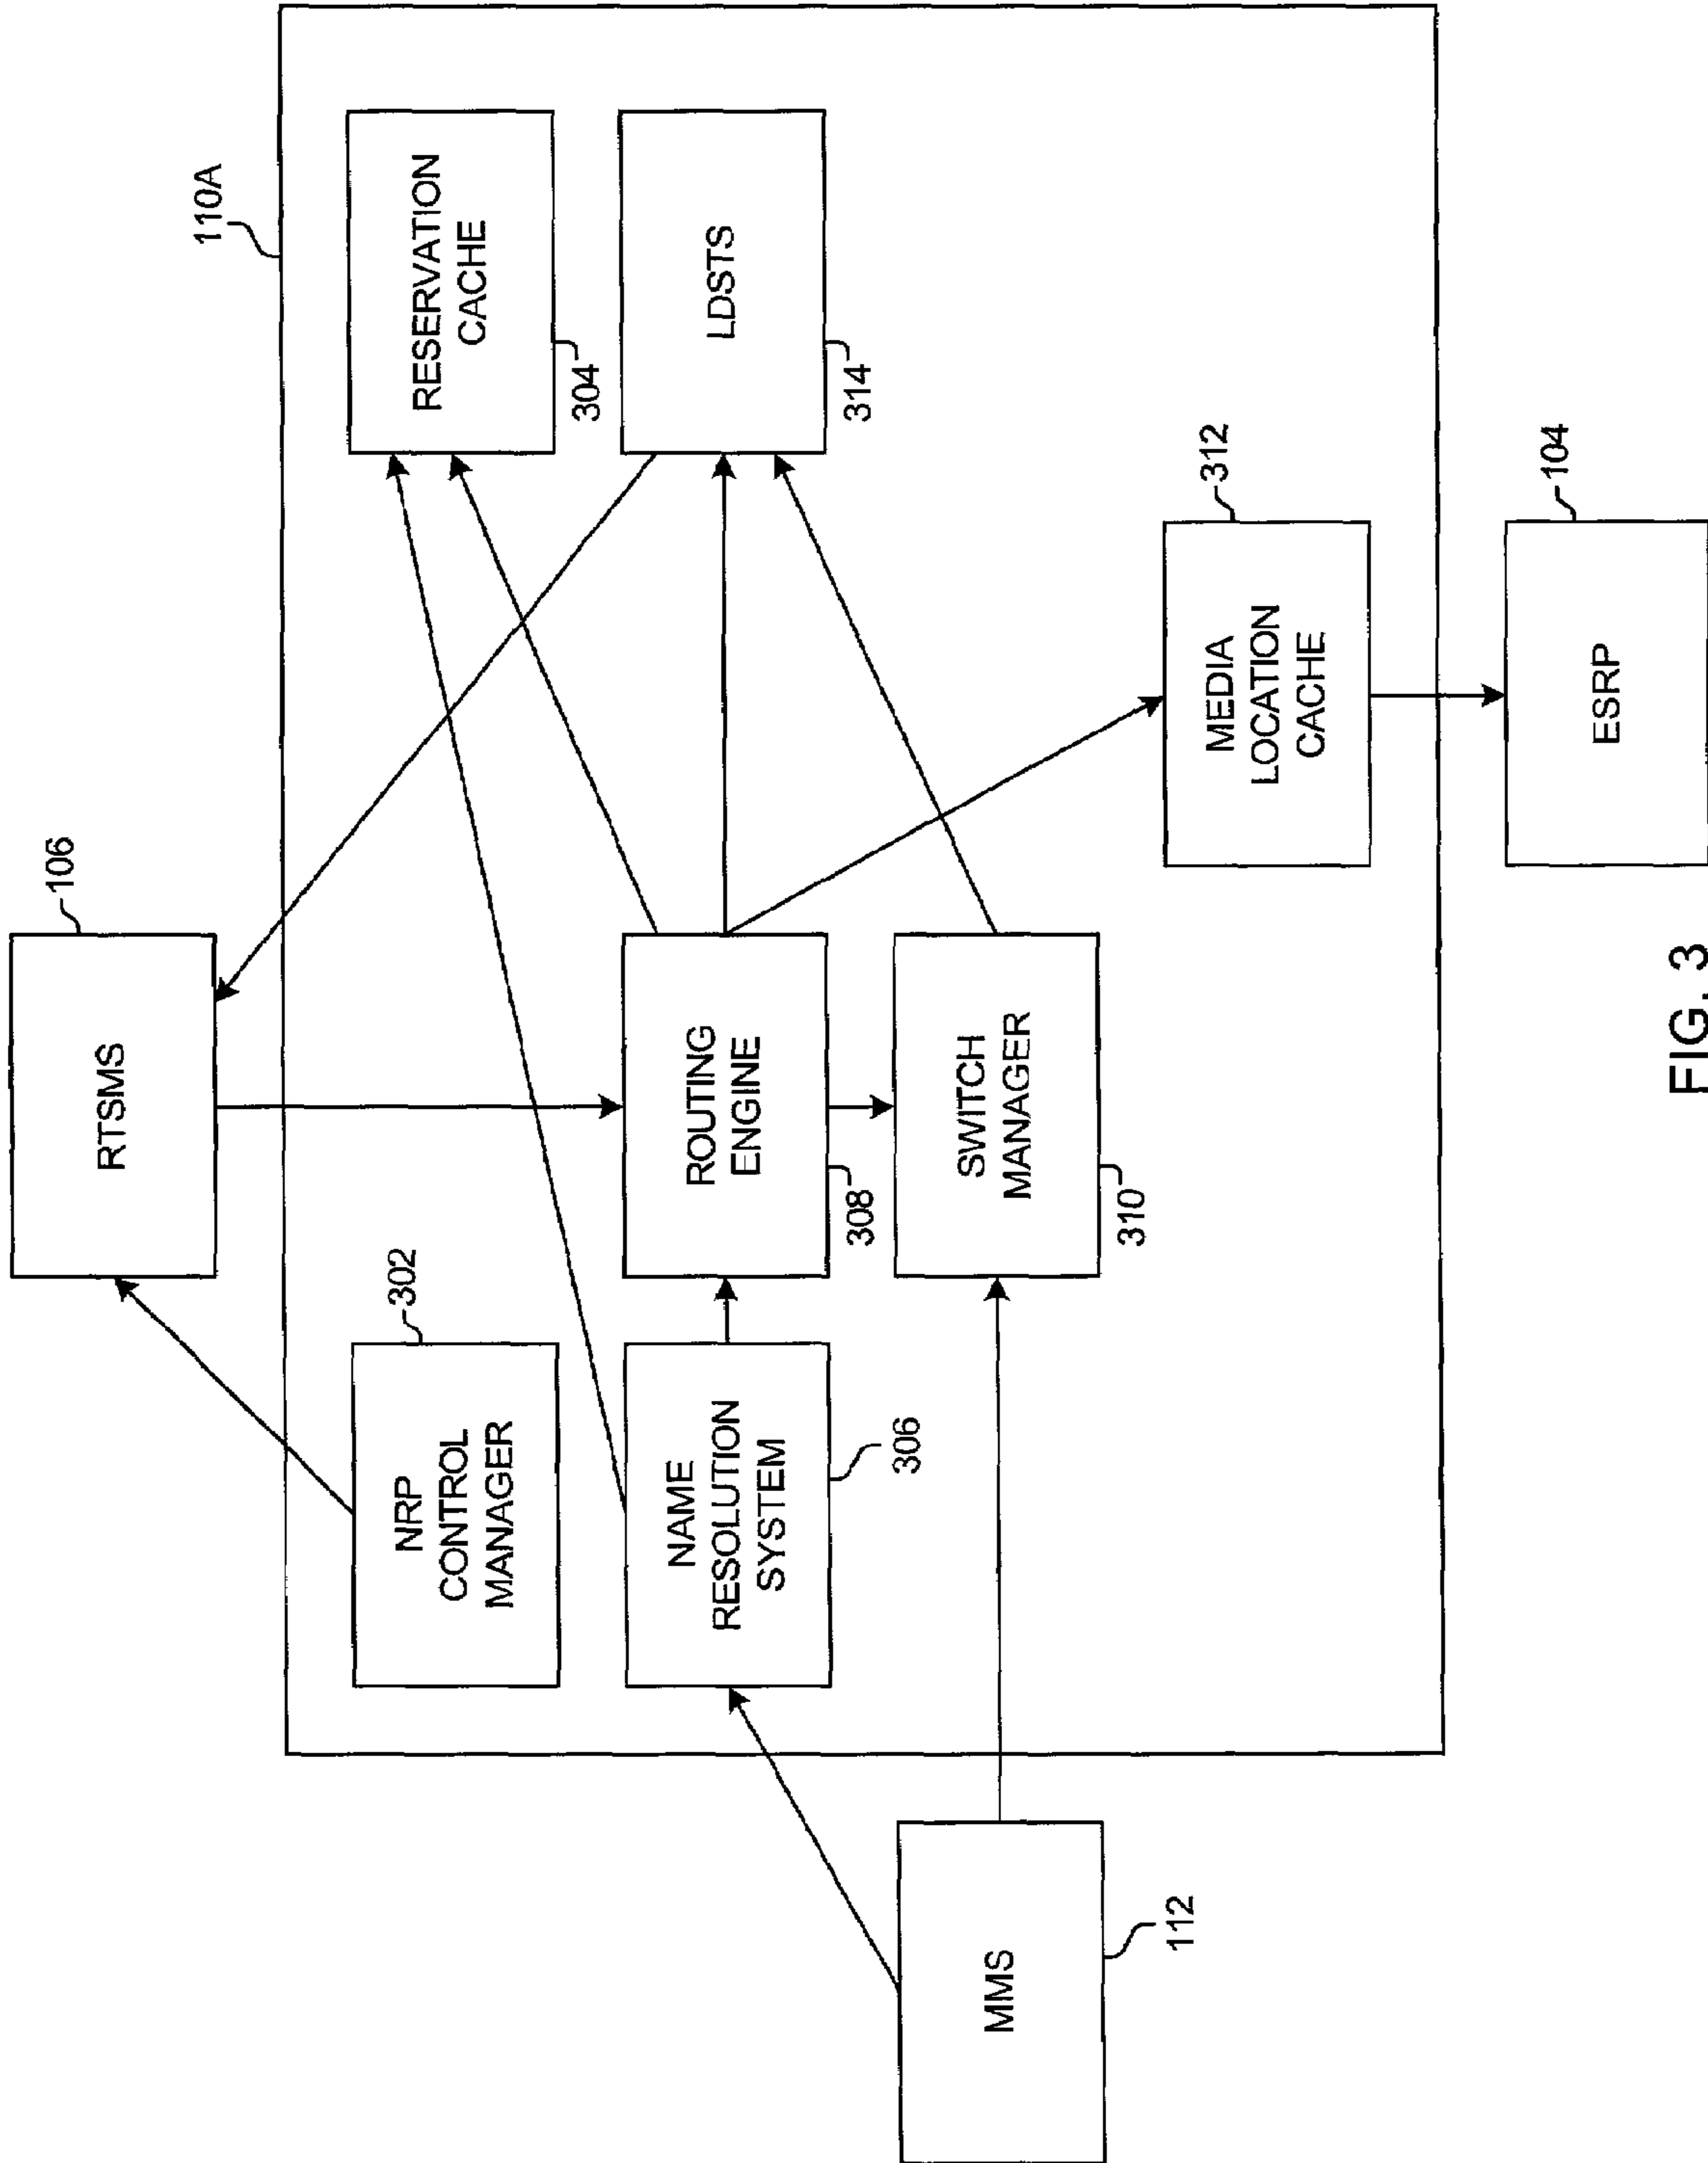 106
RTSMS
110A
302
NRP
CONTROL
MANAGER
RESERVATION
CACHE
304
NAME
RESOLUTION
SYSTEM
306
ROUTING
ENGINE
308
LDSTS
314
MMS
112
SWITCH
MANAGER
310
312
MEDIA
LOCATION
CACHE
104
ESRP
FIG. 3